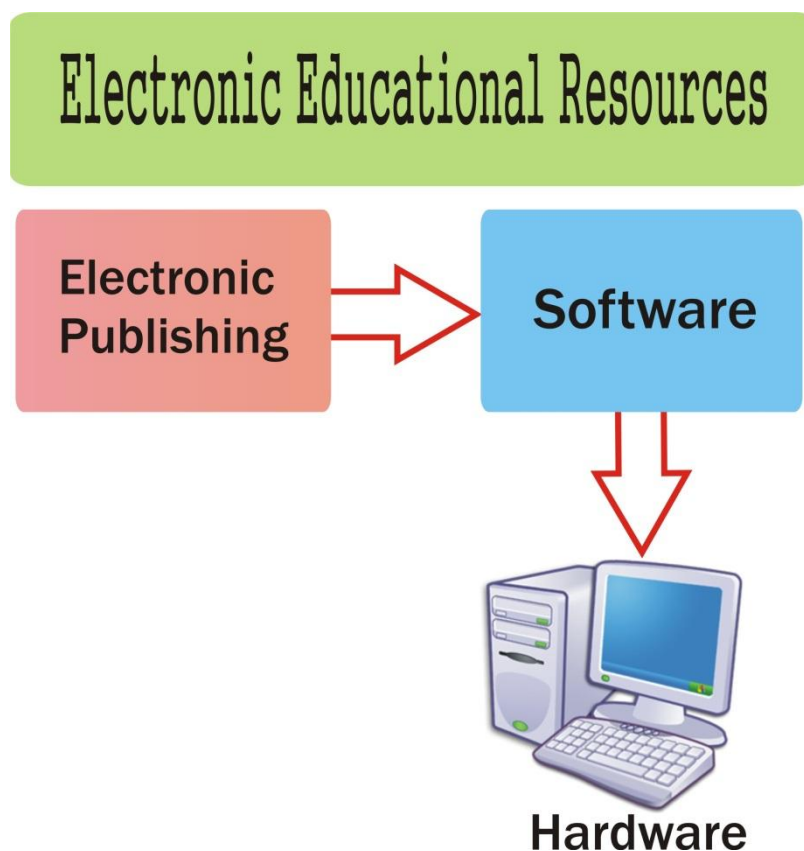 Electronic Educational Resources
Electronic
Publishing
Software
Hardware